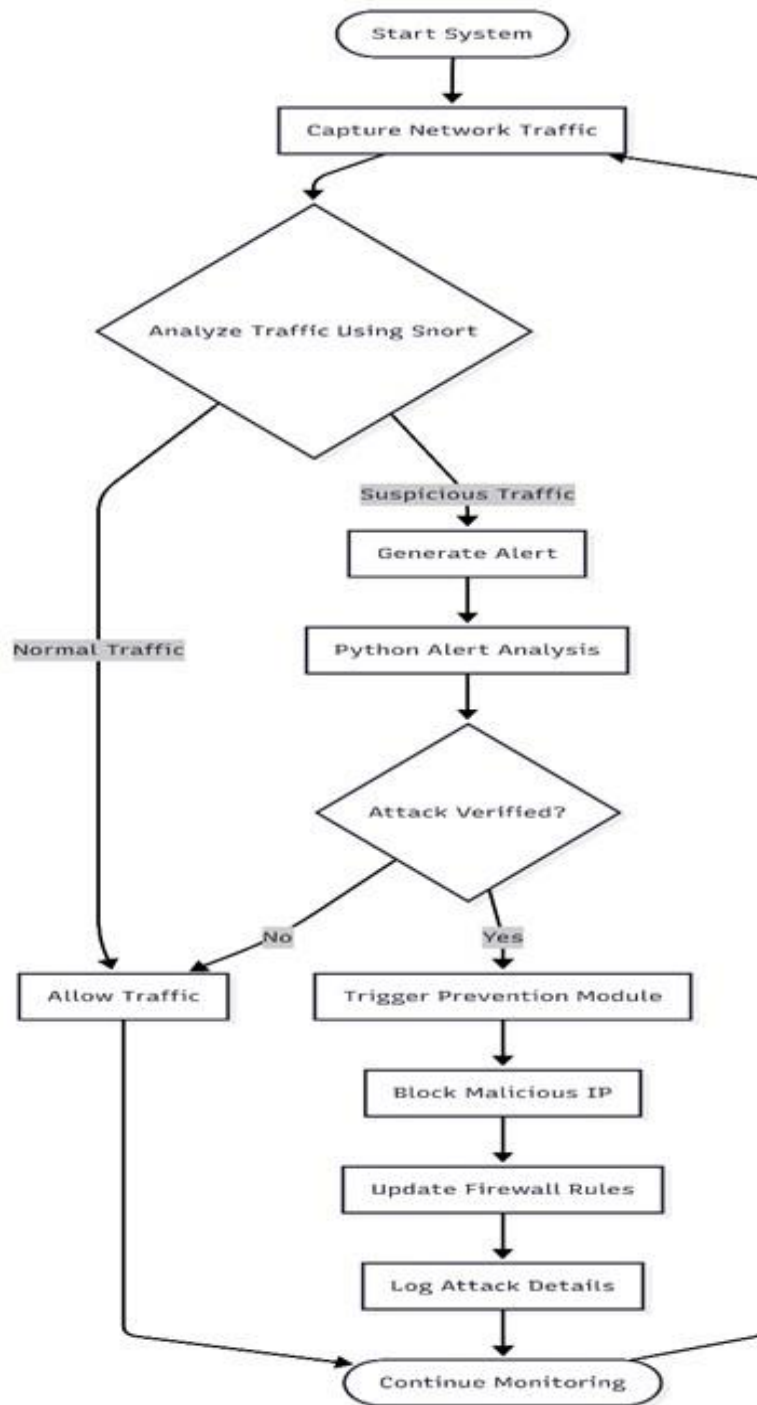 Start System
Capture Network Traffic
Analyze Traffic Using Snort
Suspicious Traffic
Generate Alert
Normal Traffic
Python Alert Analysis
Attack Verified?
No
Yes
Allow Traffic
Trigger Prevention Module
Block Malicious IP
Update Firewall Rules
Log Attack Details
Continue Monitoring